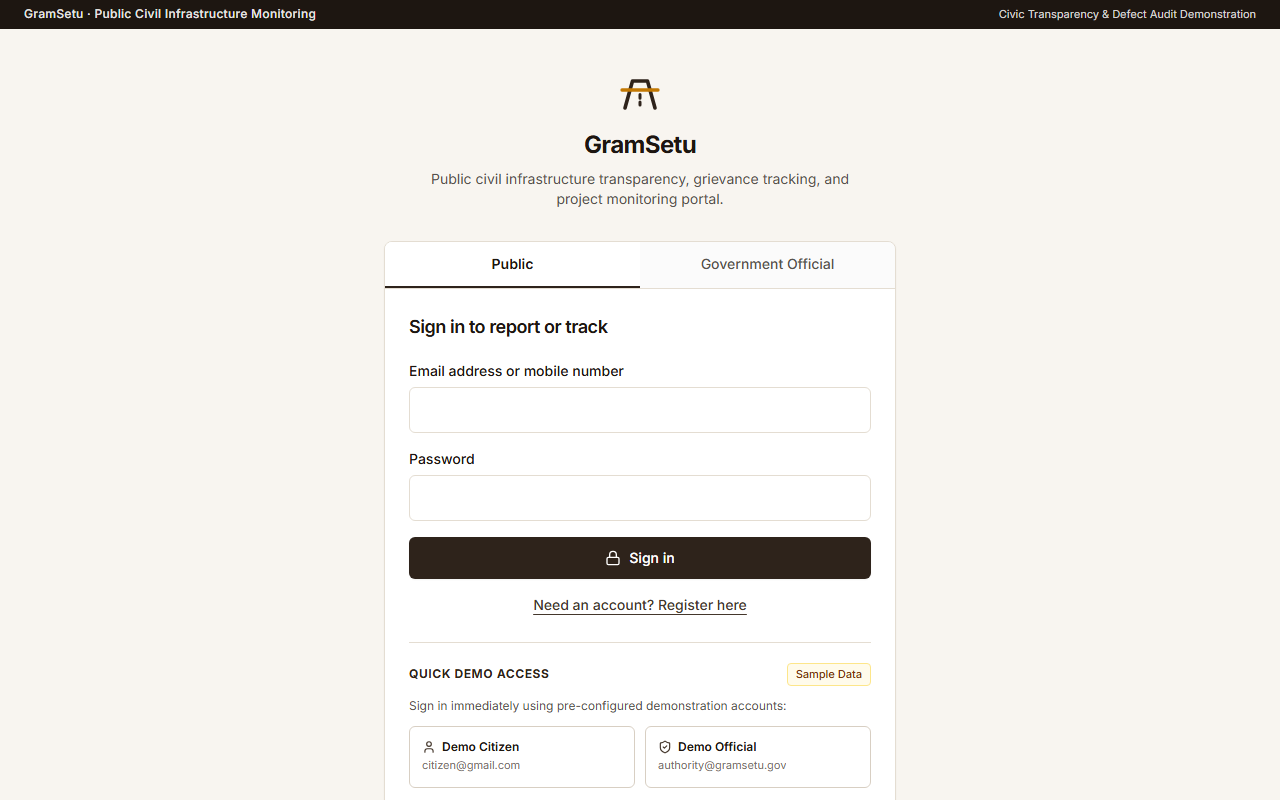 GramSetu · Public Civil Infrastructure Monitoring
Civic Transparency & Defect Audit Demonstration
GramSetu
Public civil infrastructure transparency, grievance tracking, and
project monitoring portal.
Public
Government Official
Sign in to report or track
Email address or mobile number
Password
Sign in
Need an account? Register here
QUICK DEMO ACCESS
Sample Data
Sign in immediately using pre-configured demonstration accounts:
Demo Citizen
citizen@gmail.com
Demo Official
authority@gramsetu.gov